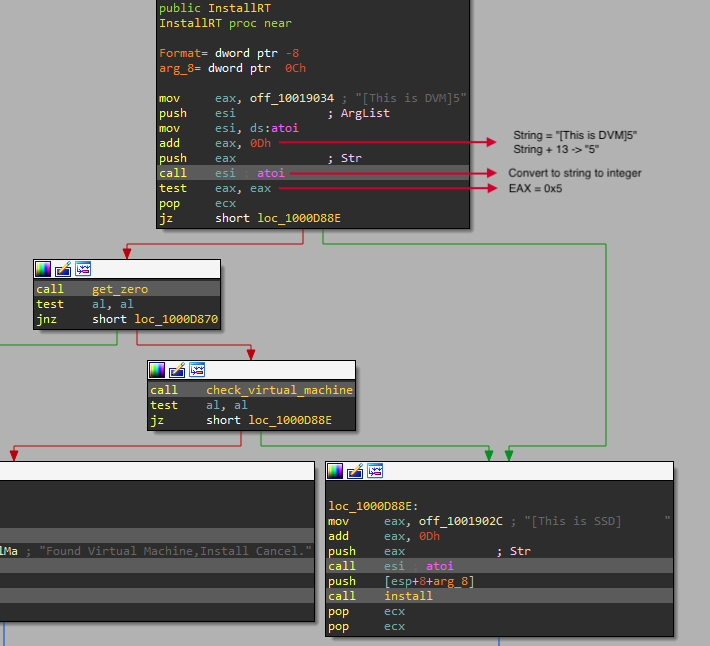 public InstallRT
InstallRT proc near
Format= dword ptr -8
arg_8= dword ptr  0Ch
mov     eax, off_10019034 ; "[This is DVM]5"
push    esi             ; ArgList
mov     esi, ds:atoi
add     eax, 0Dh
push    eax             ; Str
call    esi ; atoi
test    eax, eax
pop     ecx
jz      short loc_1000D88E
String = "[This is DVM]5"
String + 13 -> "5"
Convert to string to integer
EAX = 0x5
call    get_zero
test    al, al
jnz     short loc_1000D870
call    check_virtual_machine
test    al, al
jz      short loc_1000D88E
lMa ; "Found Virtual Machine,Install Cancel."
loc_1000D88E:
mov     eax, off_1001902C ; "[This is SSD]      "
add     eax, 0Dh
push    eax             ; Str
call    esi ; atoi
push    [esp+8+arg_8]
call    install
pop     ecx
pop     ecx